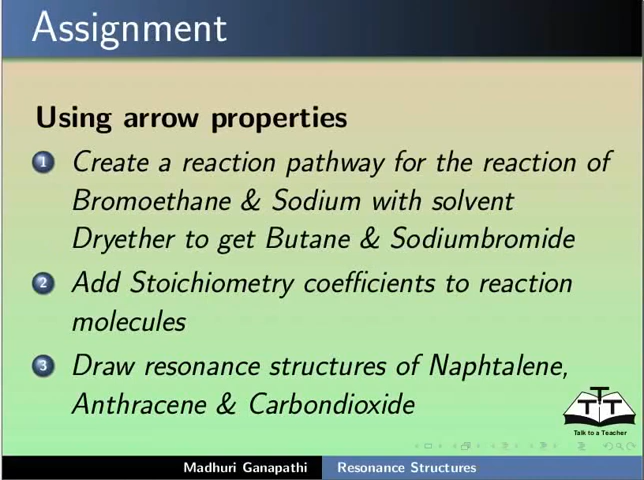 Assignment
Using arrow properties
1 Create a reaction pathway for the reaction of
Bromoethane & Sodium with solvent
Dryether to get Butane & Sodiumbromide
2 Add Stoichiometry coefficients to reaction
molecules
3 Draw resonance structures of Naphtalene,
Anthracene & Carbondioxide
TTT
Talk to a Teacher
Madhuri Ganapathi Resonance Structures